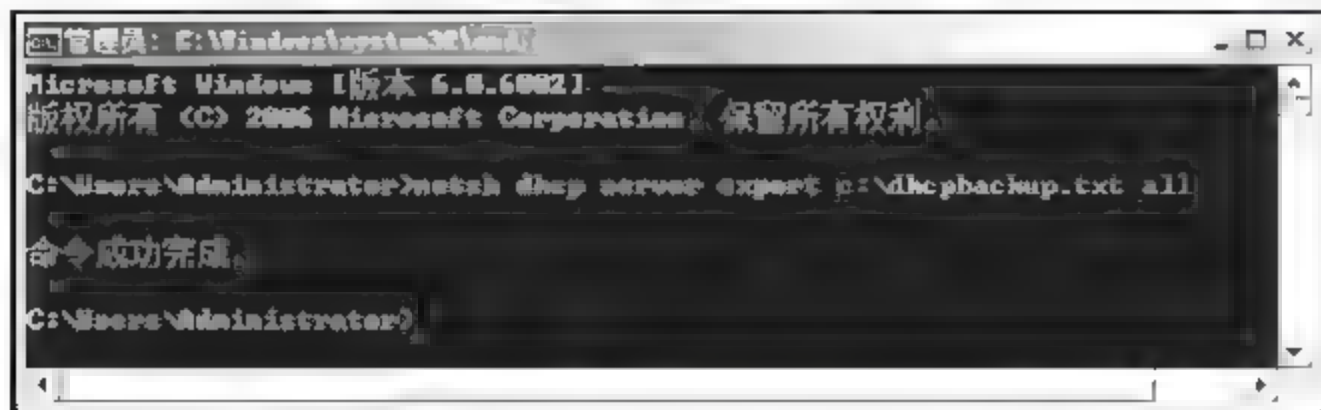 管理员: C:\Windows\system32\cmd
Microsoft Windows [版本 6.0.6002]
版权所有 (C) 2006 Microsoft Corporation。保留所有权利。
C:\Users\Administrator>netsh dhcp server export c:\dhcpbackup.txt all
命令成功完成。
C:\Users\Administrator>